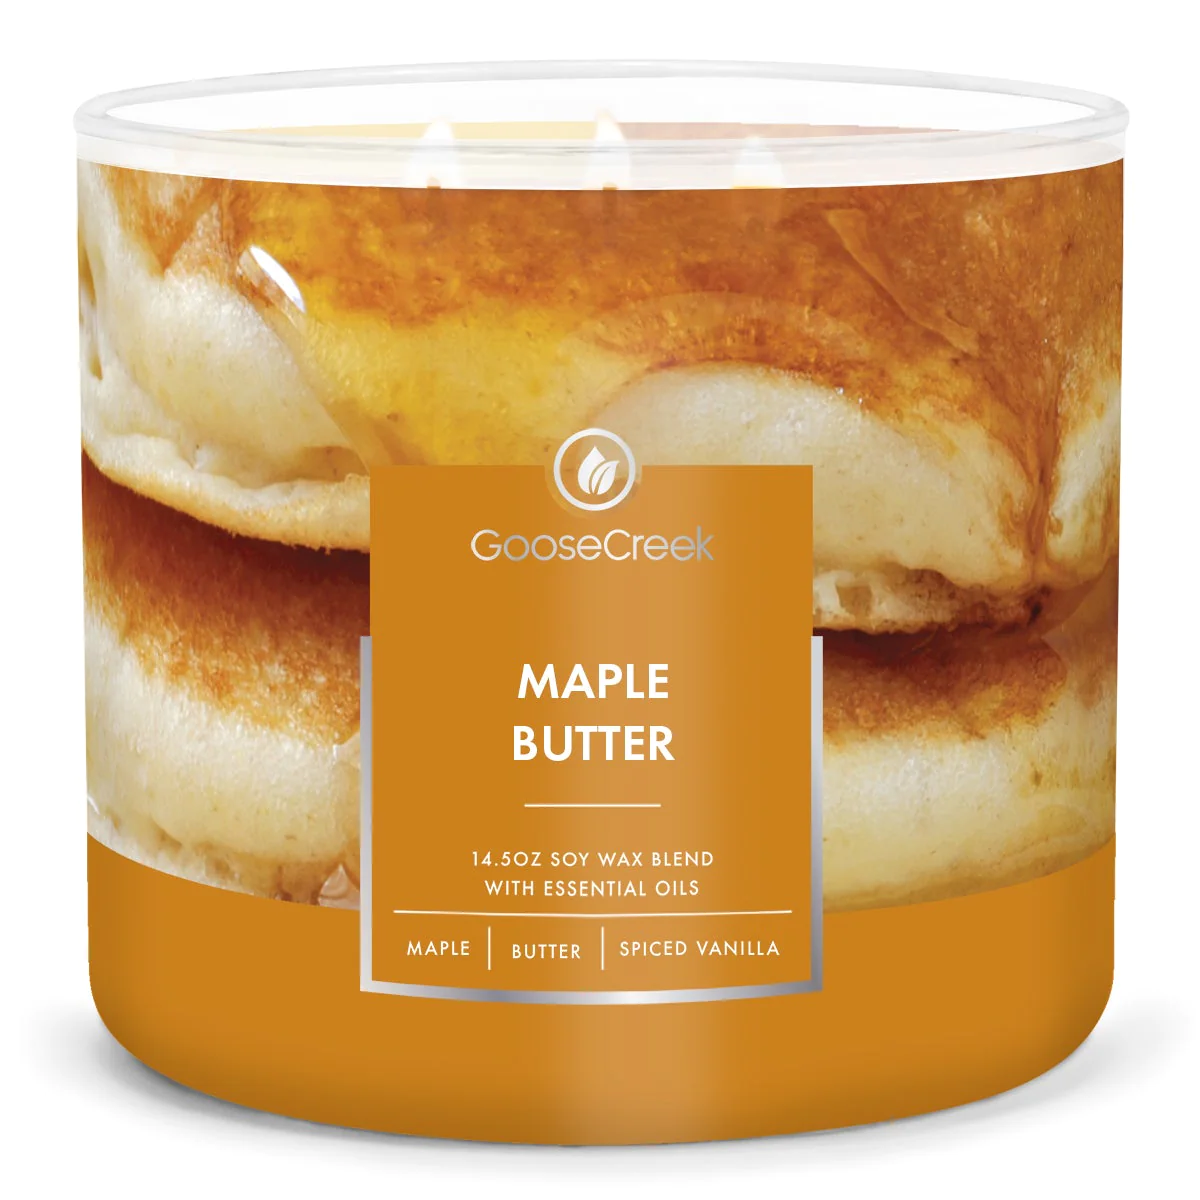 GooseCreek
MAPLE
BUTTER
14.5OZ SOY WAX BLEND
WITH ESSENTIAL OILS
MAPLE | BUTTER | SPICED VANILLA